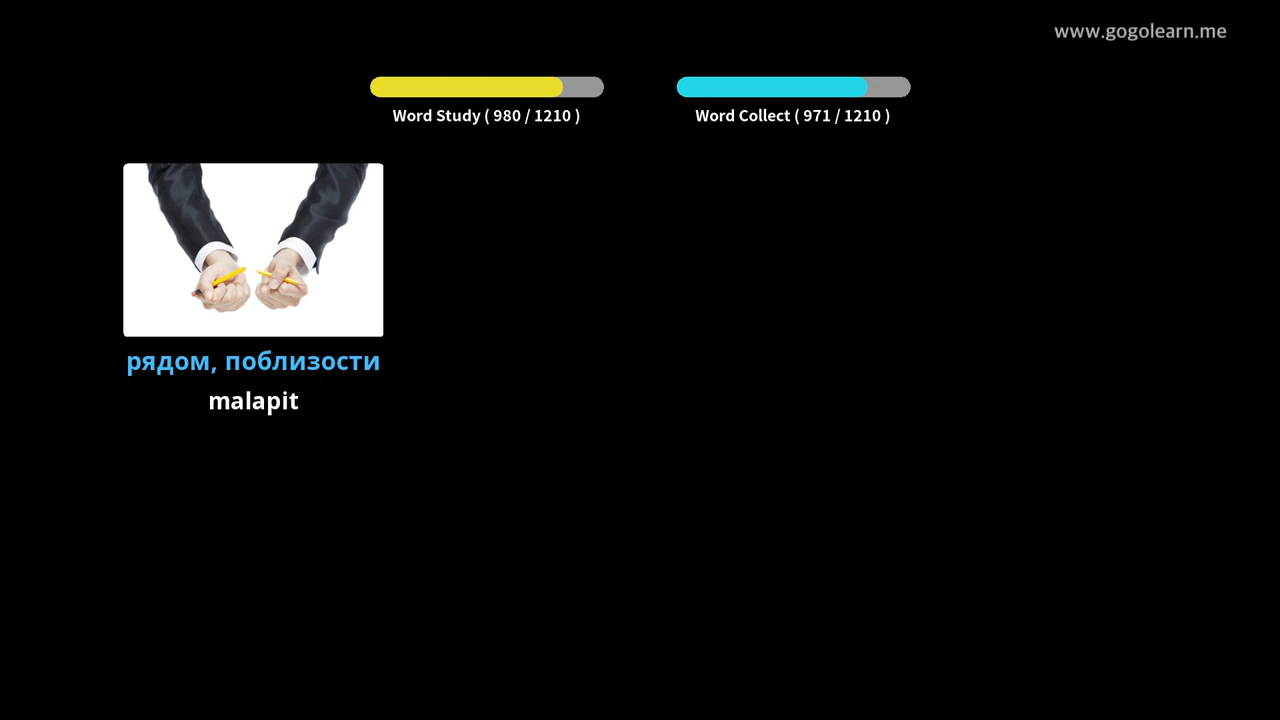 www.gogolearn.me
Word Study ( 980 / 1210 )
Word Collect ( 971 / 1210 )
рядом, поблизости
malapit